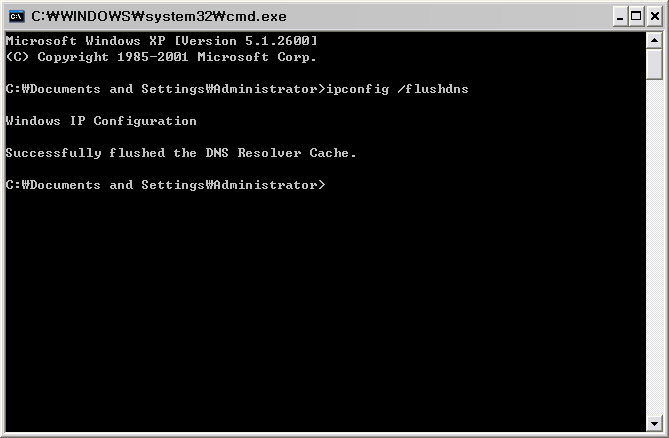 C:₩WINDOWS₩system32₩cmd.exe
Microsoft Windows XP [Version 5.1.2600]
(C) Copyright 1985-2001 Microsoft Corp.
C:₩Documents and Settings₩Administrator>ipconfig /flushdns
Windows IP Configuration
Successfully flushed the DNS Resolver Cache.
C:₩Documents and Settings₩Administrator>